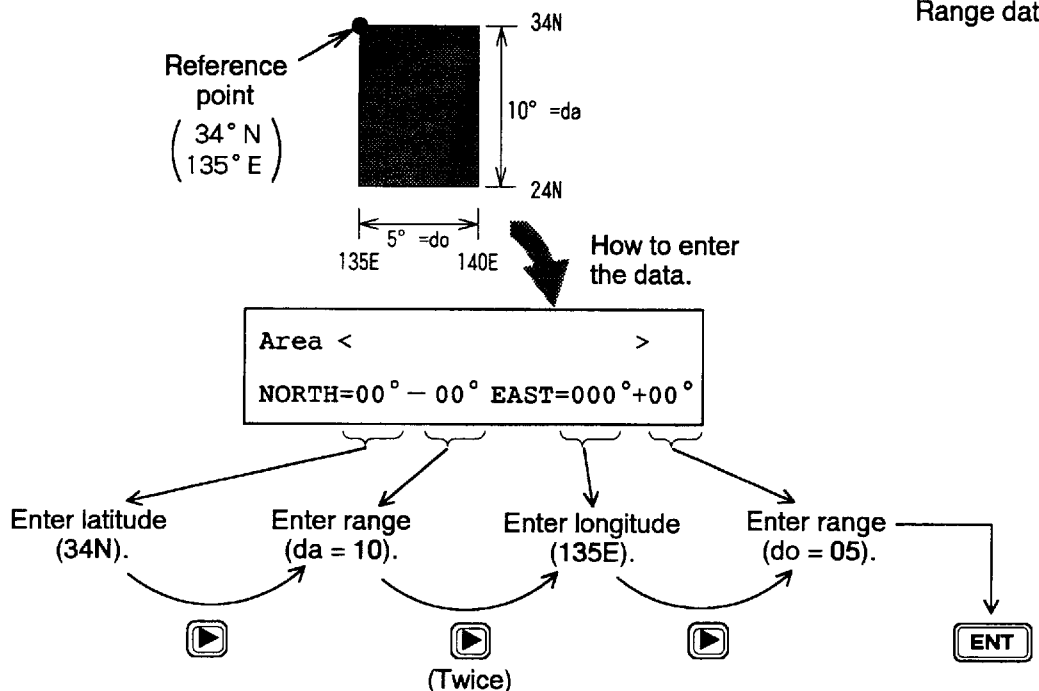 Range dat
34N
Reference
point
34° N
135° E
10° =da
24N
5° =do
135E 140E
How to enter
the data.
Area < >
NORTH=00° − 00° EAST=000°+00°
Enter latitude
(34N).
Enter range
(da = 10).
Enter longitude
(135E).
Enter range
(do = 05).
(Twice)
ENT